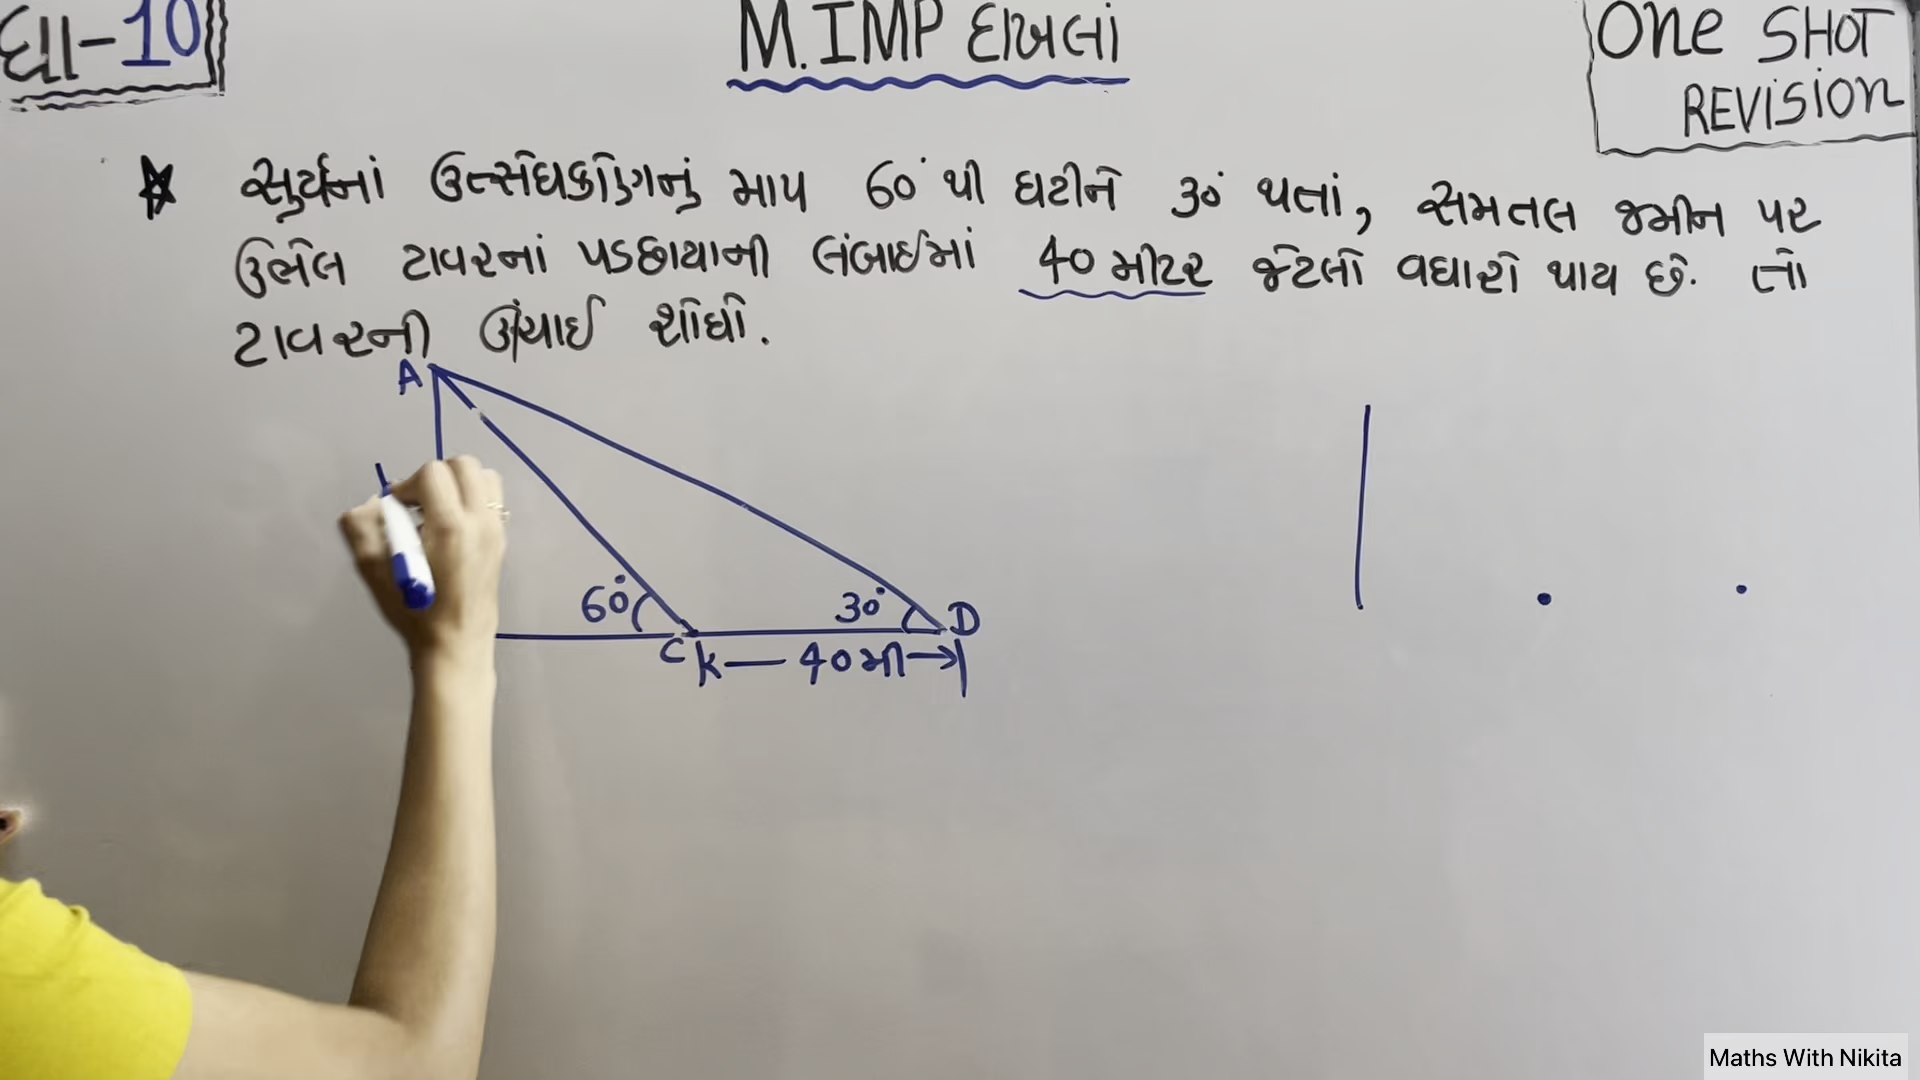 ધા-10
M. IMP દાખલાં
One SHOT
REVISION
સુર્યનાં ઉત્સેધકોણનું માપ 60° થી ઘટીને 30° થતાં, સમતલ જમીન પર
ઉભેલ ટાવરનાં પડછાયાની લંબાઈમાં 40 મીટર જેટલો વધારો થાય છે. તો
ટાવરની ઊંચાઈ શોધો.
A
60°
30°
D
C
40મી
Maths With Nikita